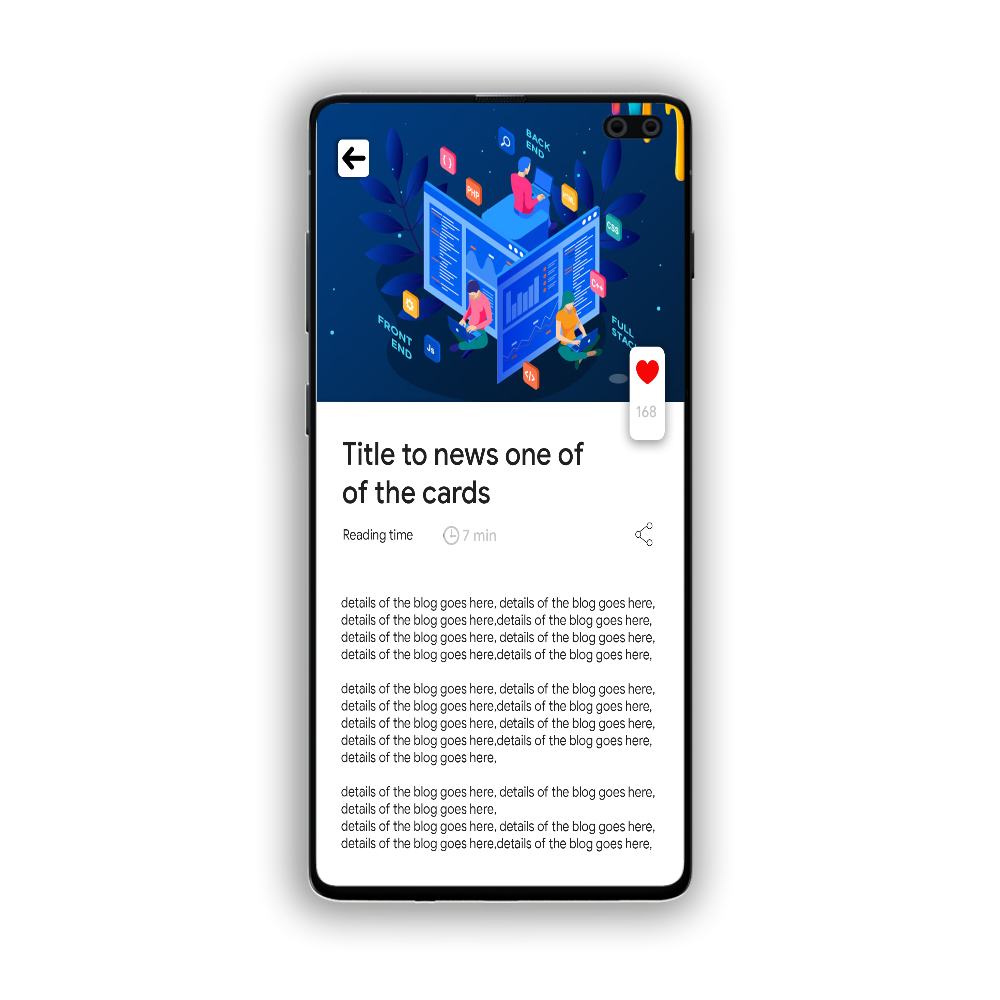 BACK
END
{ }
PHP
HTML
CSS
C++
FRONT
END
Js
FULL
STACK
</>
168
Title to news one of
of the cards
Reading time 7 min
details of the blog goes here, details of the blog goes here,
details of the blog goes here,details of the blog goes here,
details of the blog goes here, details of the blog goes here,
details of the blog goes here,details of the blog goes here,
details of the blog goes here, details of the blog goes here,
details of the blog goes here,details of the blog goes here,
details of the blog goes here, details of the blog goes here,
details of the blog goes here,details of the blog goes here,
details of the blog goes here,
details of the blog goes here, details of the blog goes here,
details of the blog goes here,
details of the blog goes here, details of the blog goes here,
details of the blog goes here,details of the blog goes here,